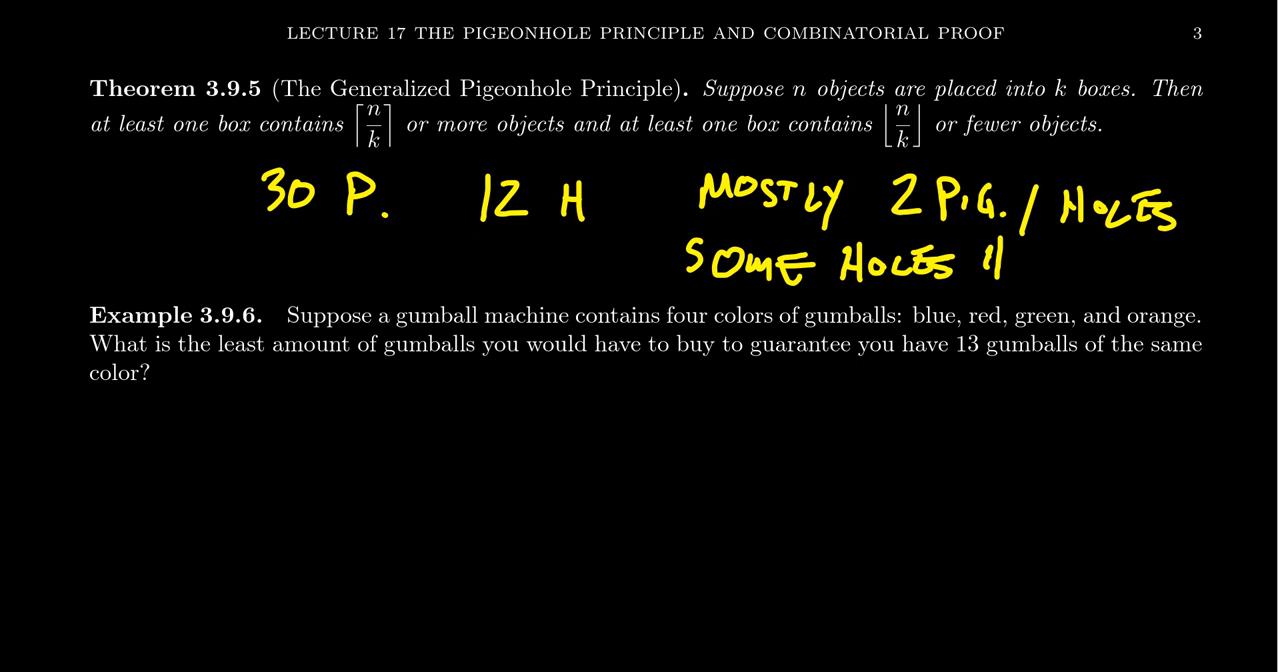 LECTURE 17 THE PIGEONHOLE PRINCIPLE AND COMBINATORIAL PROOF 3
Theorem 3.9.5 (The Generalized Pigeonhole Principle). Suppose n objects are placed into k boxes. Then
at least one box contains ⌈n/k⌉ or more objects and at least one box contains ⌊n/k⌋ or fewer objects.
30 P. 12 H MOSTLY 2 PIG. / HOLES
SOME HOLES
Example 3.9.6. Suppose a gumball machine contains four colors of gumballs: blue, red, green, and orange.
What is the least amount of gumballs you would have to buy to guarantee you have 13 gumballs of the same
color?